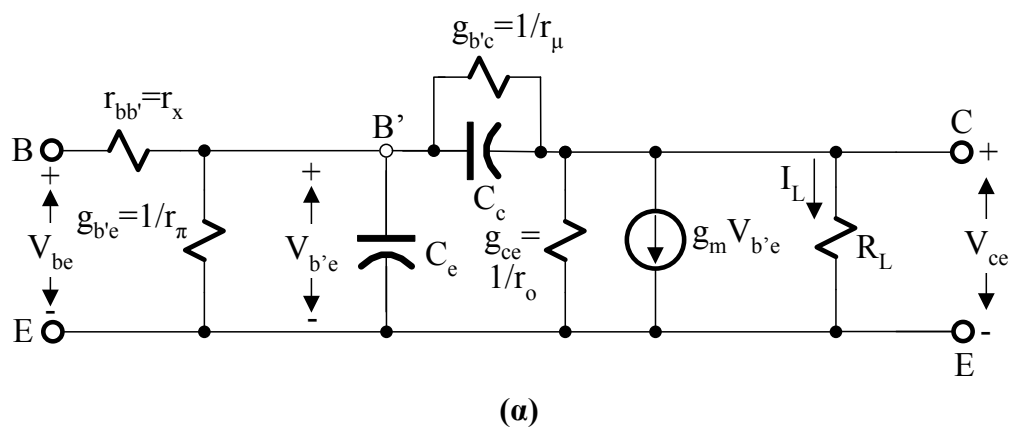 g_b'c=1/r_μ
r_bb'=r_x
B
B’
C
+
+
+
I_L
C_c
g_b'e=1/r_π
V_be
V_b’e
C_e
g_ce=
1/r_o
g_mV_b’e
R_L
V_ce
-
-
-
E
E
(α)